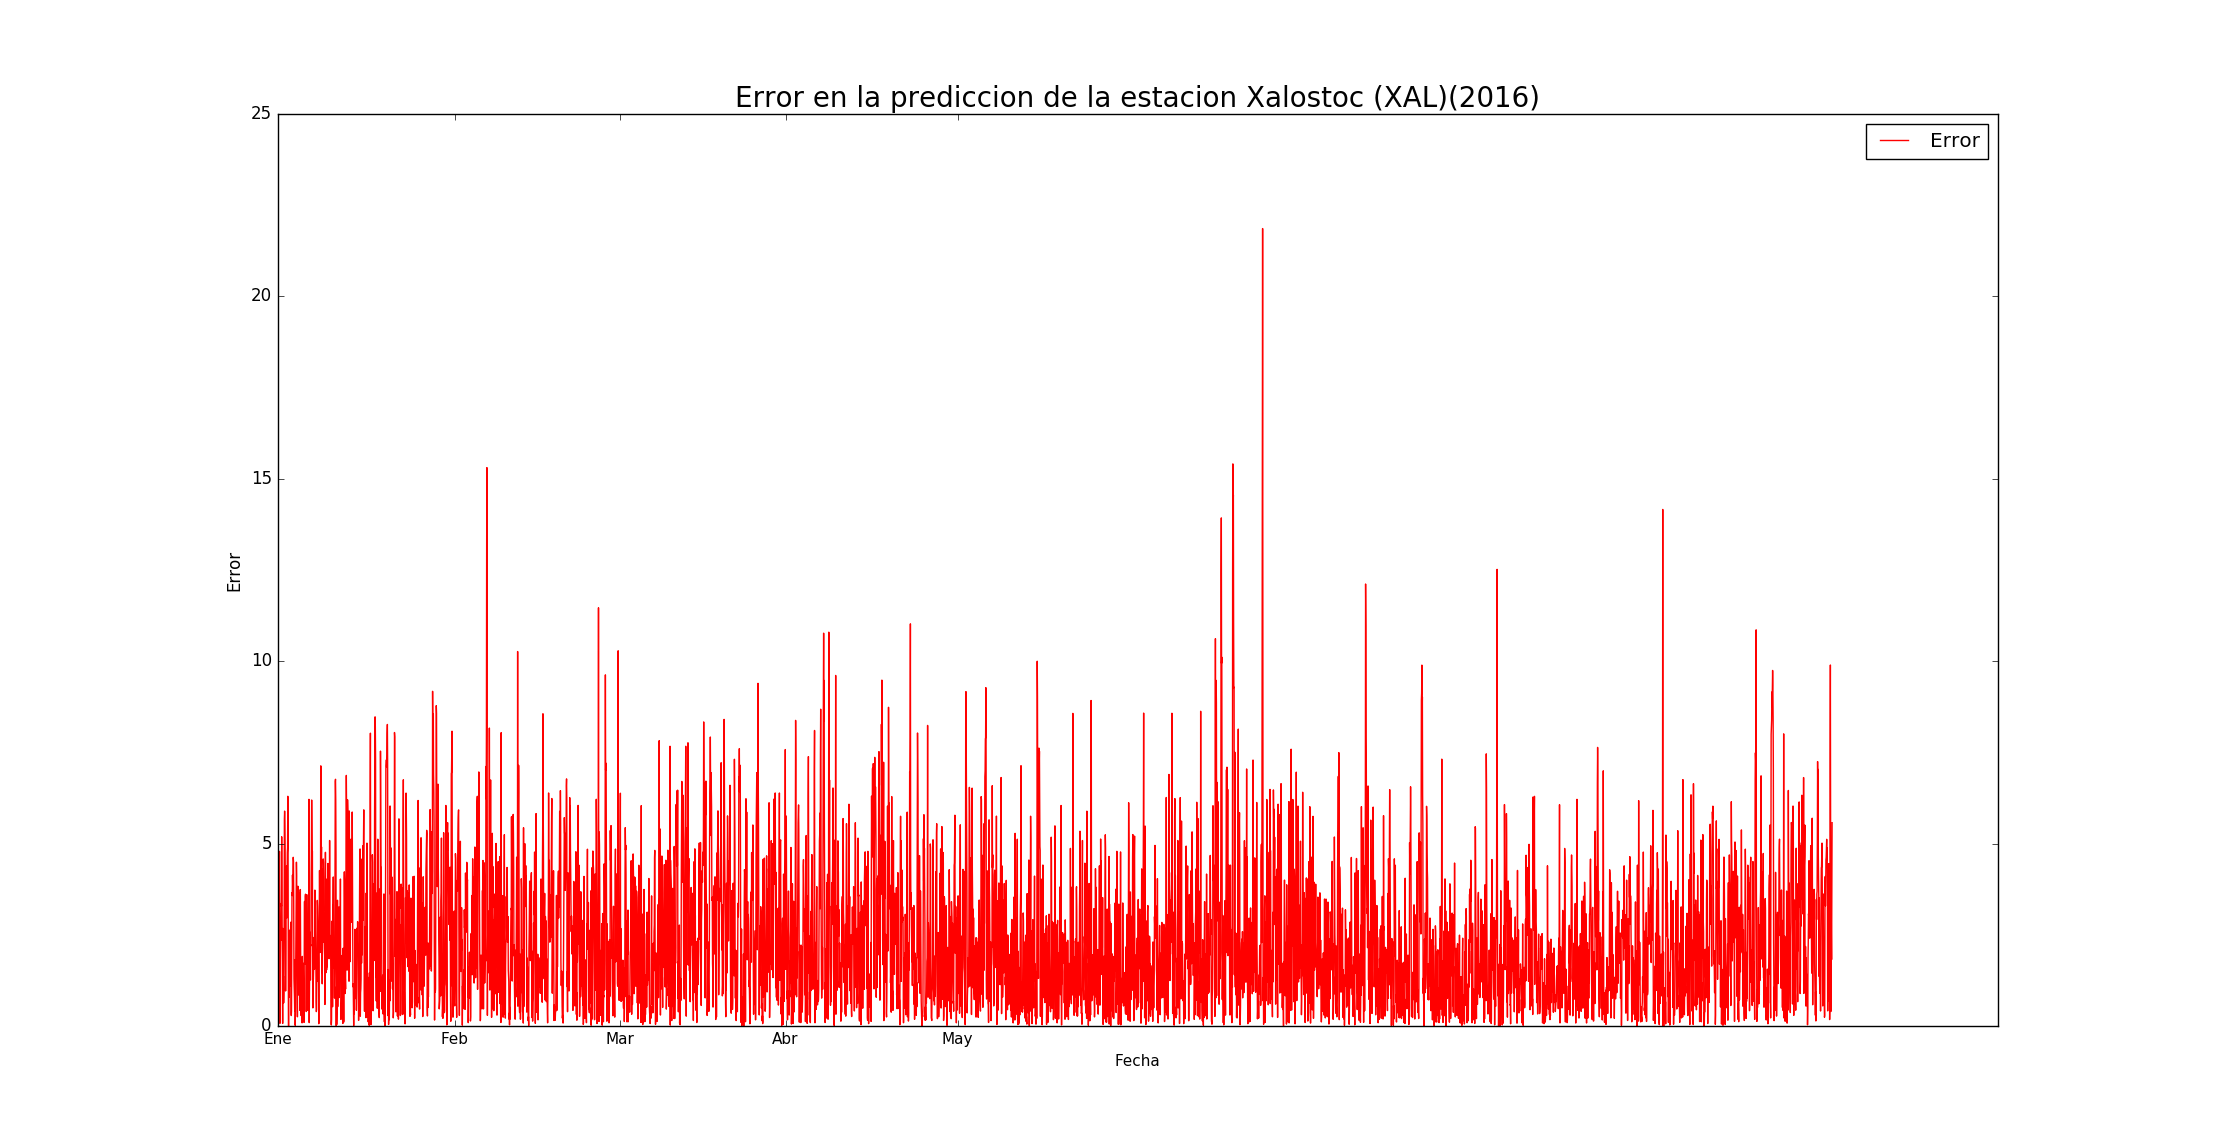 Error en la prediccion de la estacion Xalostoc (XAL)(2016)
25
Error
20
15
Error
10
5
0
Ene Feb Mar Abr May
Fecha